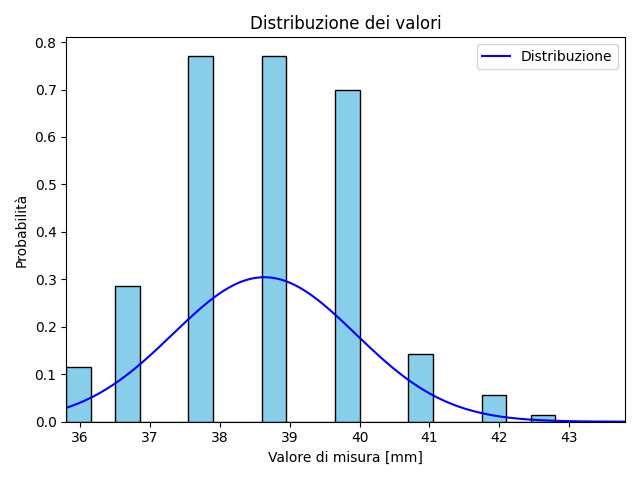 Distribuzione dei valori
Distribuzione
Probabilità
0.8
0.7
0.6
0.5
0.4
0.3
0.2
0.1
0.0
36 37 38 39 40 41 42 43
Valore di misura [mm]